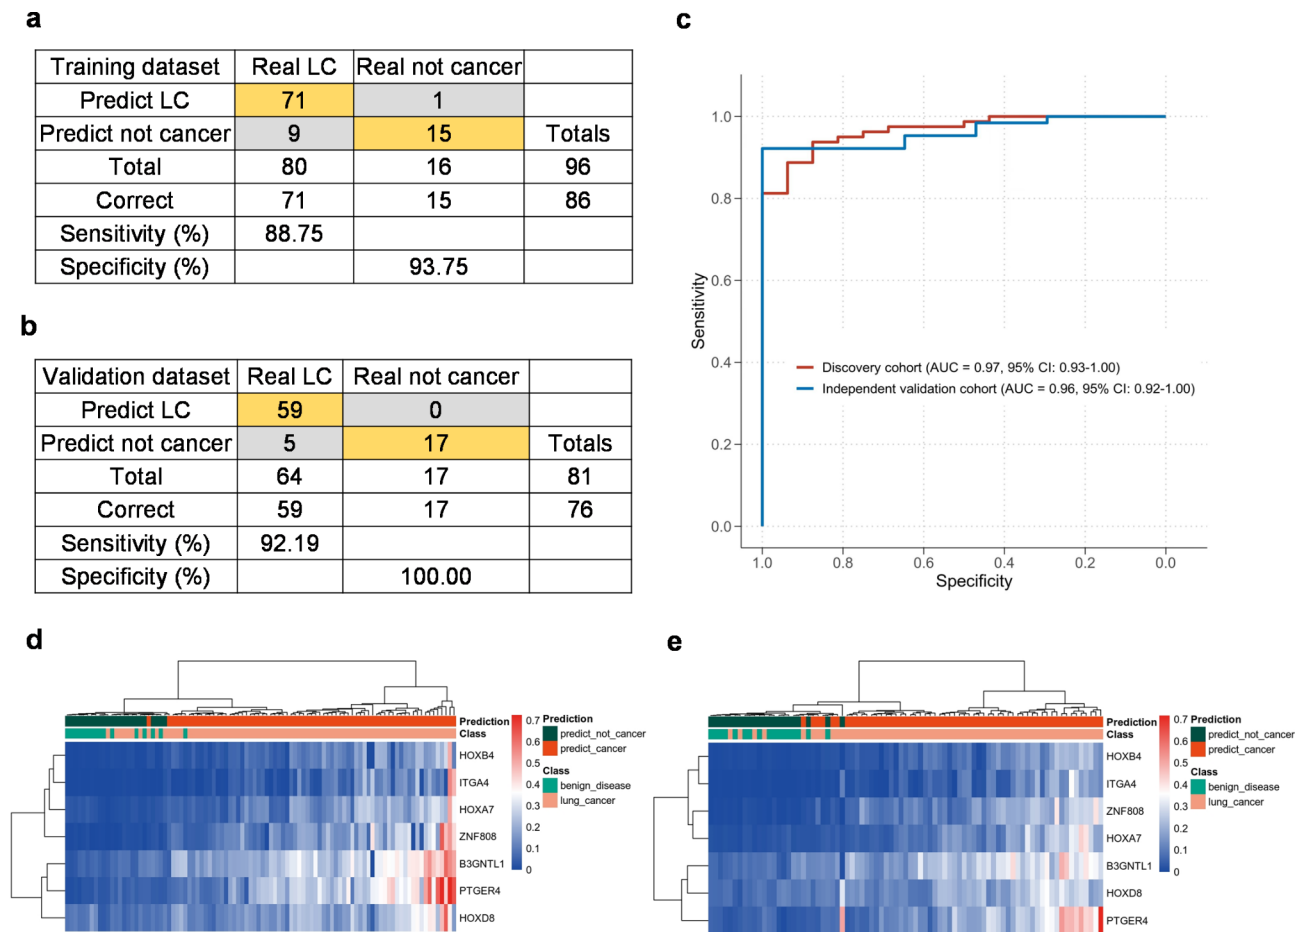 a
Training dataset Real LC Real not cancer
Predict LC 71 1
Predict not cancer 9 15 Totals
Total 80 16 96
Correct 71 15 86
Sensitivity (%) 88.75
Specificity (%) 93.75
b
Validation dataset Real LC Real not cancer
Predict LC 59 0
Predict not cancer 5 17 Totals
Total 64 17 81
Correct 59 17 76
Sensitivity (%) 92.19
Specificity (%) 100.00
c
1.0
0.8
0.6
0.4
0.2
0.0
Sensitivity
Discovery cohort (AUC = 0.97, 95% CI: 0.93-1.00)
Independent validation cohort (AUC = 0.96, 95% CI: 0.92-1.00)
1.0 0.8 0.6 0.4 0.2 0.0
Specificity
d
Prediction
Class
HOXB4
ITGA4
HOXA7
ZNF808
B3GNTL1
PTGER4
HOXD8
0.7
0.6
0.5
0.4
0.3
0.2
0.1
0
Prediction
predict_not_cancer
predict_cancer
Class
benign_disease
lung_cancer
e
Prediction
Class
HOXB4
ITGA4
ZNF808
HOXA7
B3GNTL1
HOXD8
PTGER4
0.7
0.6
0.5
0.4
0.3
0.2
0.1
0
Prediction
predict_not_cancer
predict_cancer
Class
benign_disease
lung_cancer